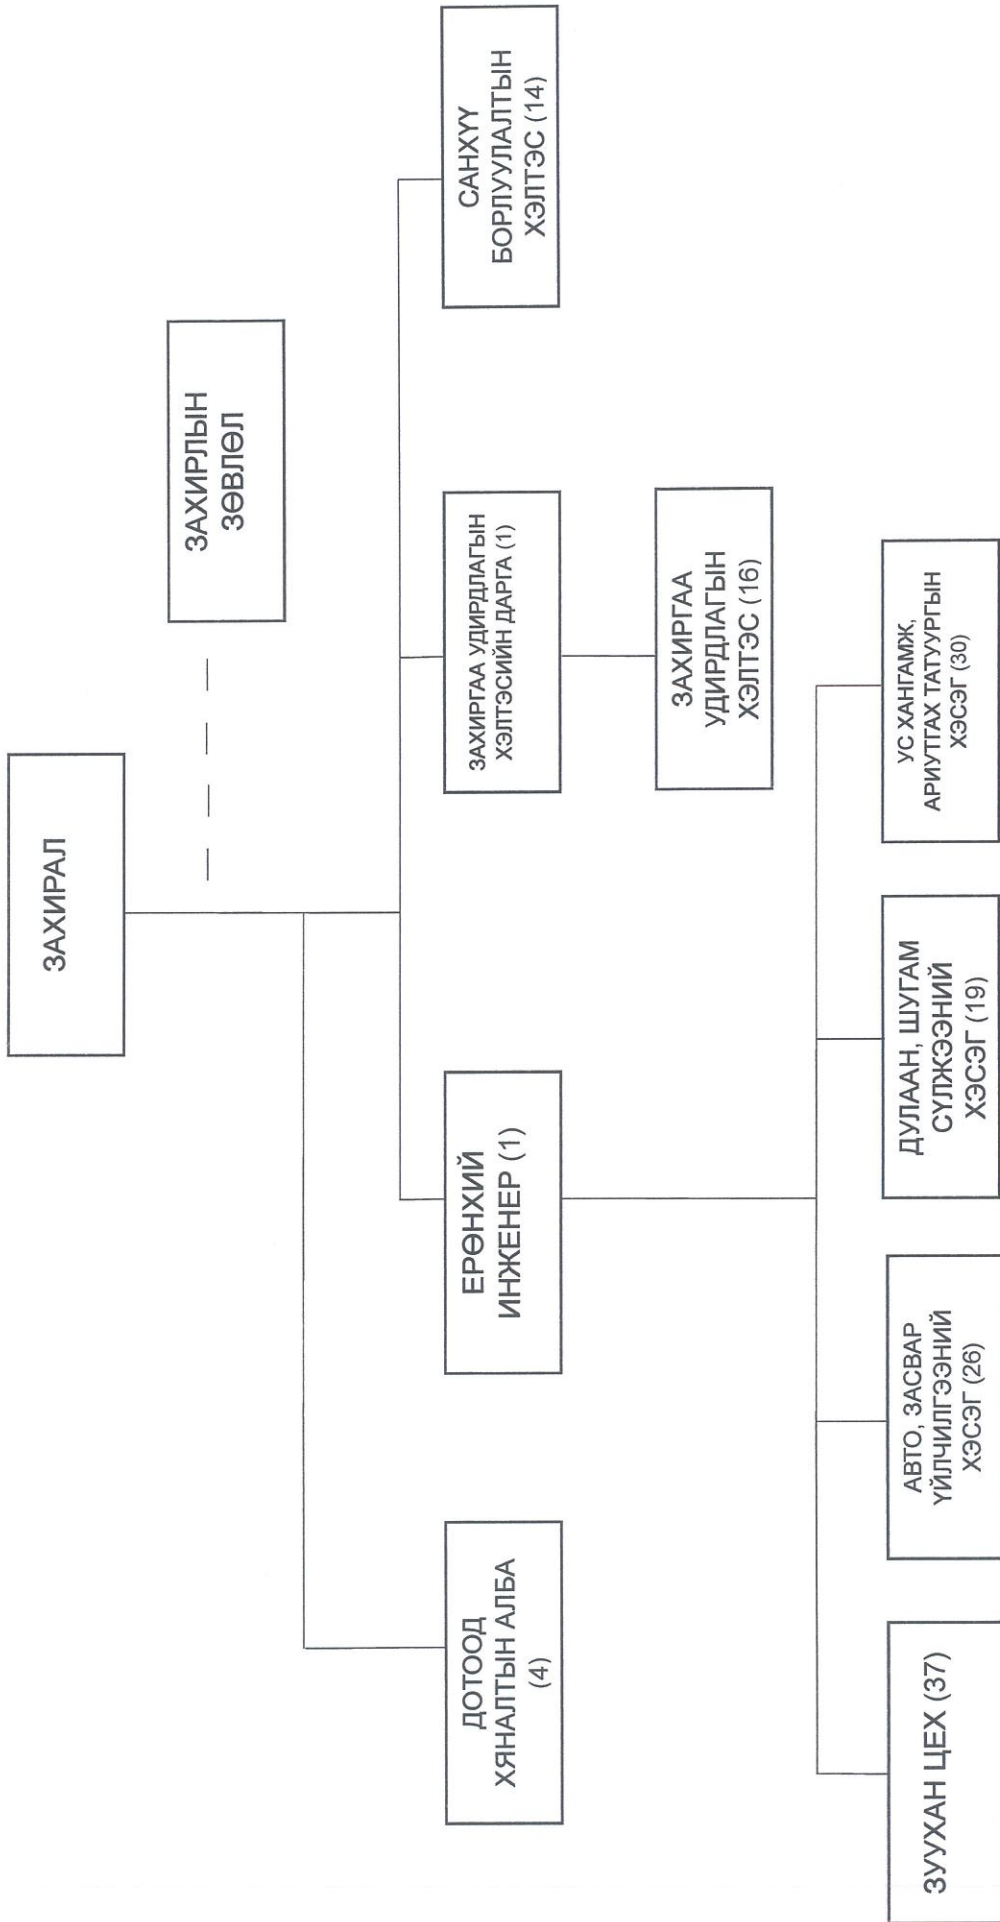 ЗАХИРАЛ
ЗАХИРЛЫН
ЗӨВЛӨЛ
ДОТООД
ХЯНАЛТЫН АЛБА
(4)
ЕРӨНХИЙ
ИНЖЕНЕР (1)
ЗАХИРГАА УДИРДЛАГЫН
ХЭЛТЭСИЙН ДАРГА (1)
САНХҮҮ
БОРЛУУЛАЛТЫН
ХЭЛТЭС (14)
ЗАХИРГАА
УДИРДЛАГЫН
ХЭЛТЭС (16)
ЗУУХАН ЦЕХ (37)
АВТО, ЗАСВАР
ҮЙЛЧИЛГЭЭНИЙ
ХЭСЭГ (26)
ДУЛААН, ШУГАМ
СҮЛЖЭЭНИЙ
ХЭСЭГ (19)
УС ХАНГАМЖ,
АРИУТГАХ ТАТУУРГЫН
ХЭСЭГ (30)